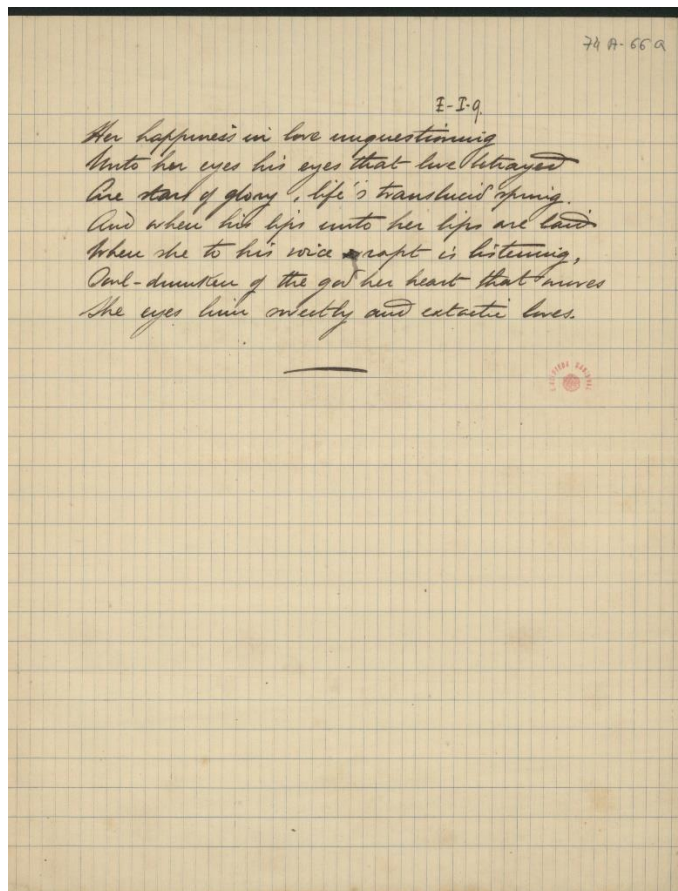 74 A-66 a
E-I-9.
Her happiness in love unquestioning
Unto her eyes his eyes that love betrayed
Are stars of glory, life's translucid spring.
And when his lips unto her lips are laid
When she to his voice rapt is listening,
Soul-drunken of the god her heart that moves
She eyes him sweetly and extatic loves.